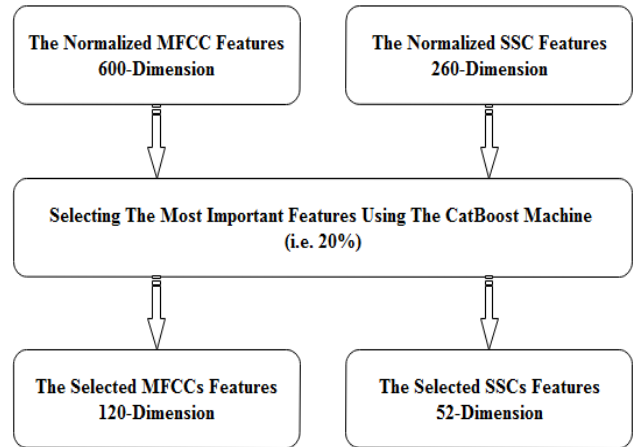 The Normalized MFCC Features
600-Dimension
The Normalized SSC Features
260-Dimension
Selecting The Most Important Features Using The CatBoost Machine
(i.e. 20%)
The Selected MFCCs Features
120-Dimension
The Selected SSCs Features
52-Dimension